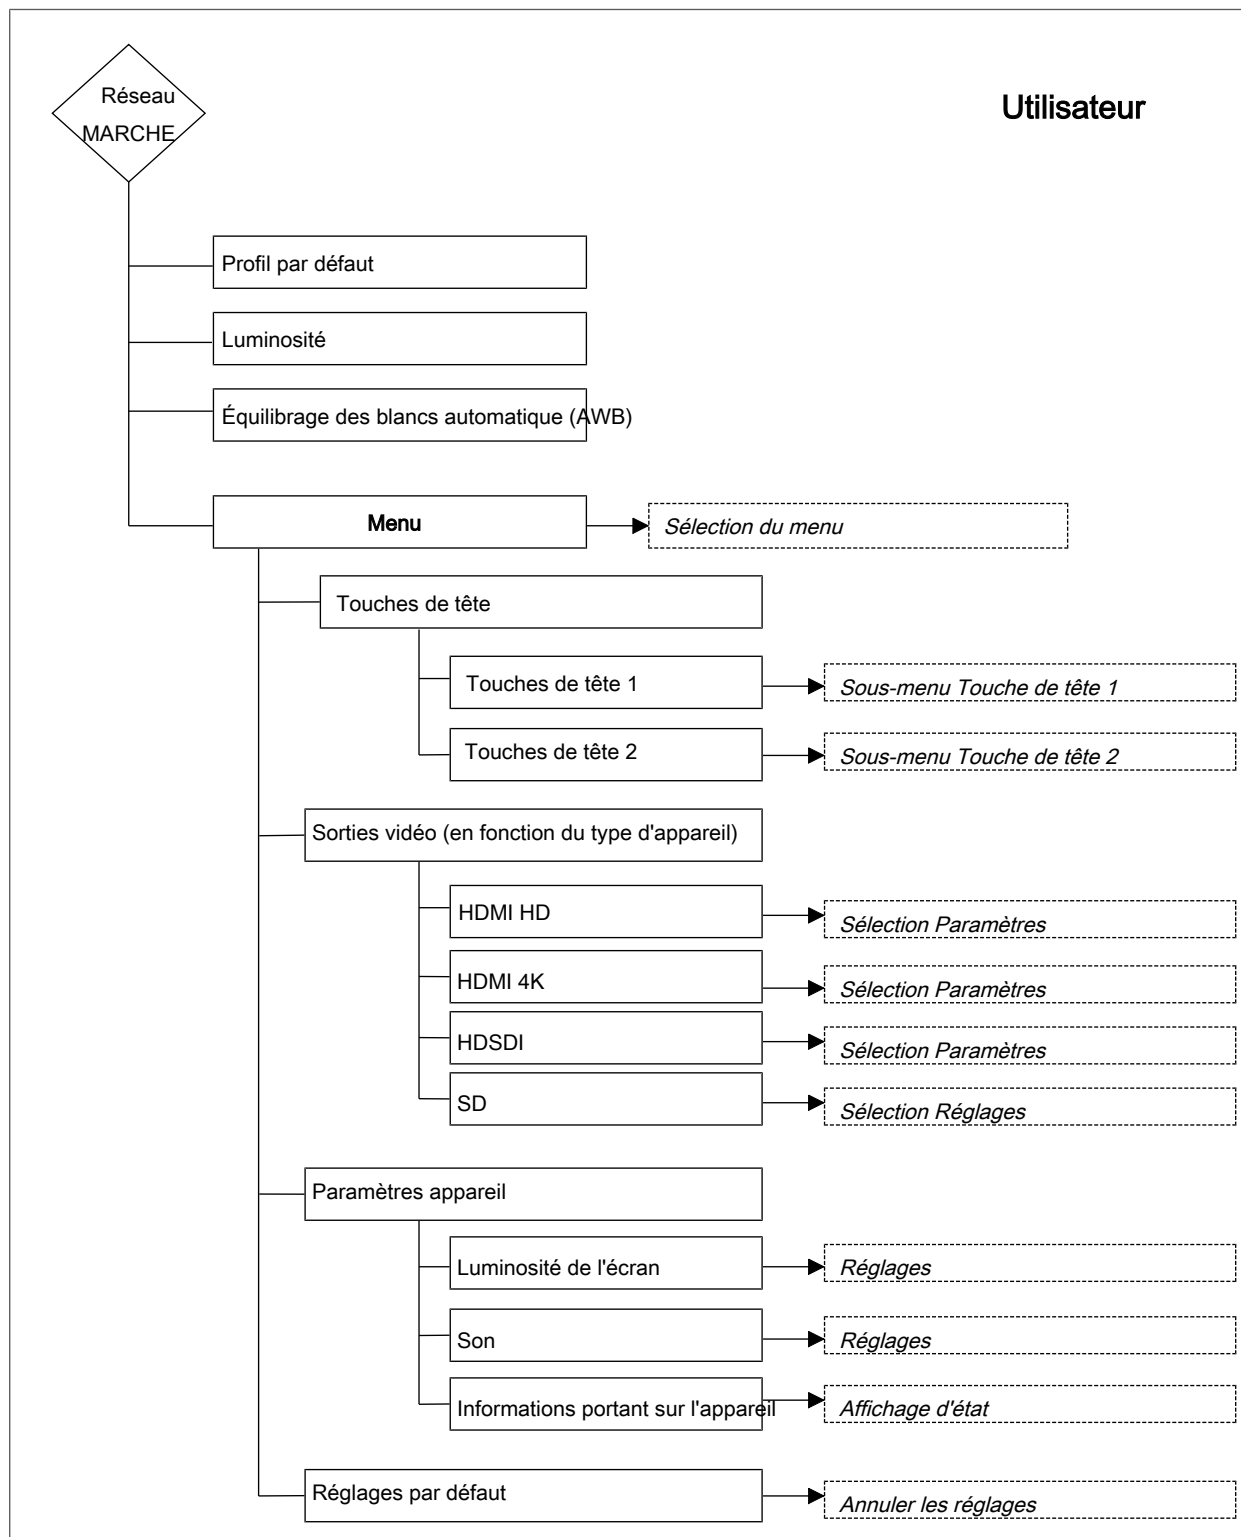 Réseau
MARCHE
Utilisateur
Profil par défaut
Luminosité
Équilibrage des blancs automatique (AWB)
Menu
Sélection du menu
Touches de tête
Touches de tête 1
Sous-menu Touche de tête 1
Touches de tête 2
Sous-menu Touche de tête 2
Sorties vidéo (en fonction du type d'appareil)
HDMI HD
Sélection Paramètres
HDMI 4K
Sélection Paramètres
HDSDI
Sélection Paramètres
SD
Sélection Réglages
Paramètres appareil
Luminosité de l'écran
Réglages
Son
Réglages
Informations portant sur l'appareil
Affichage d'état
Réglages par défaut
Annuler les réglages